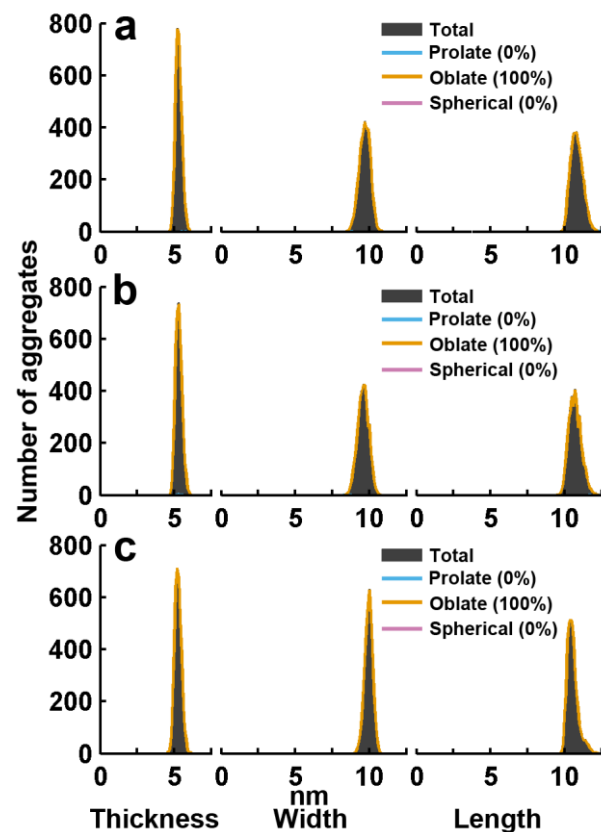 a
Total
Prolate (0%)
Oblate (100%)
Spherical (0%)
800
600
400
200
0
0 5 0 5 10 0 5 10
b
Total
Prolate (0%)
Oblate (100%)
Spherical (0%)
800
600
400
200
0
0 5 0 5 10 0 5 10
c
Total
Prolate (0%)
Oblate (100%)
Spherical (0%)
800
600
400
200
0
0 5 0 5 10 0 5 10
Number of aggregates
nm
Thickness Width Length